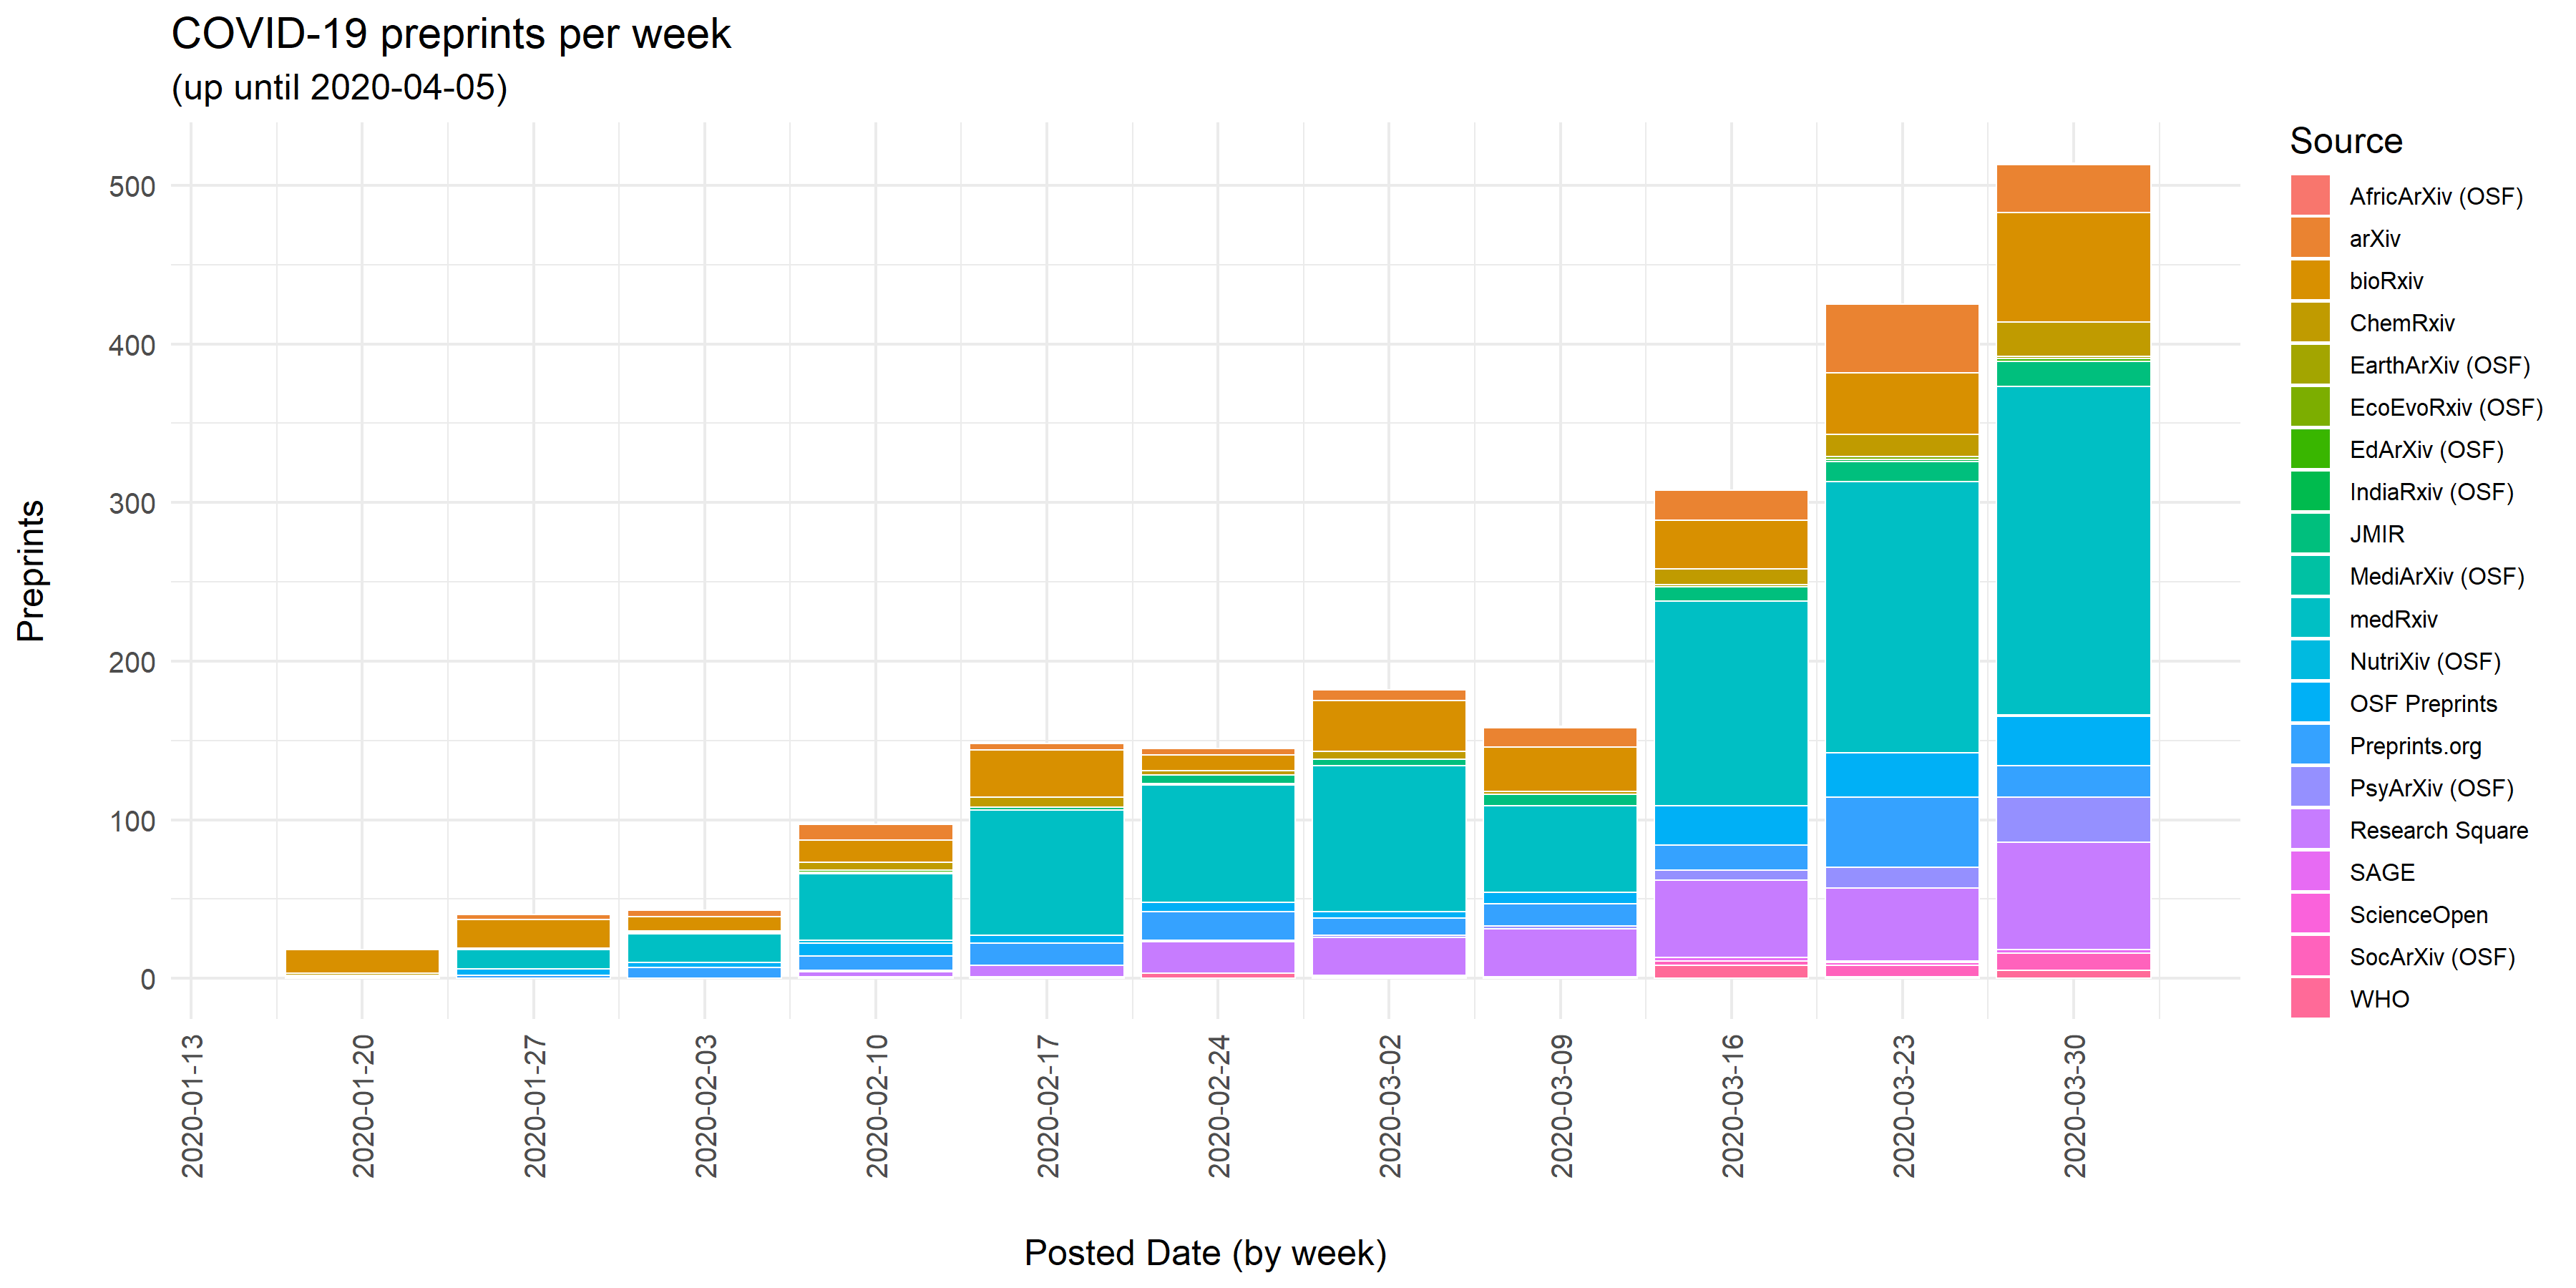 COVID-19 preprints per week
(up until 2020-04-05)
Preprints
500
400
300
200
100
0
2020-01-13
2020-01-20
2020-01-27
2020-02-03
2020-02-10
2020-02-17
2020-02-24
2020-03-02
2020-03-09
2020-03-16
2020-03-23
2020-03-30
Posted Date (by week)
Source
AfricArXiv (OSF)
arXiv
bioRxiv
ChemRxiv
EarthArXiv (OSF)
EcoEvoRxiv (OSF)
EdArXiv (OSF)
IndiaRxiv (OSF)
JMIR
MediArXiv (OSF)
medRxiv
NutriXiv (OSF)
OSF Preprints
Preprints.org
PsyArXiv (OSF)
Research Square
SAGE
ScienceOpen
SocArXiv (OSF)
WHO